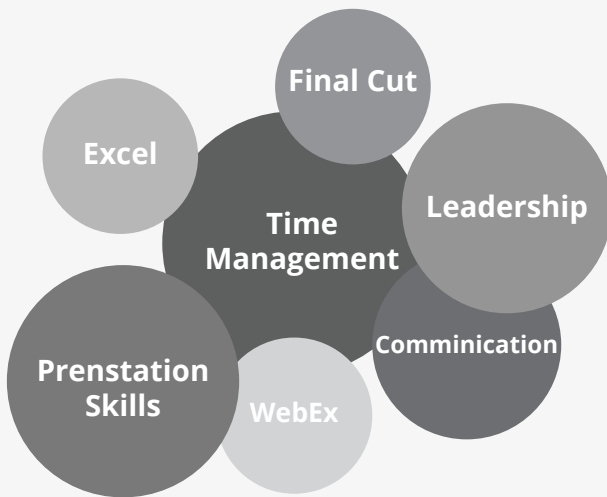 Final Cut
Excel
Leadership
Time
Management
Comminication
Prenstation
Skills
WebEx